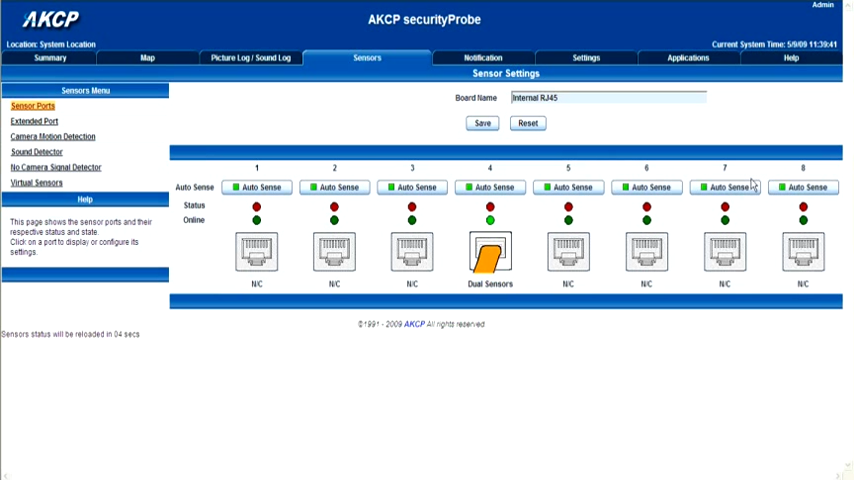 Admin
AKCP
AKCP securityProbe
Location: System Location
Current System Time: 5/9/09 11:39:41
Summary Map Picture Log / Sound Log Sensors Notification Settings Applications Help
Sensors Menu
Sensor Ports
Extended Port
Camera Motion Detection
Sound Detector
No Camera Signal Detector
Virtual Sensors
Help
This page shows the sensor ports and their
respective status and state.
Click on a port to display or configure its
settings.
Sensors status will be reloaded in 04 secs
Sensor Settings
Board Name Internal RJ45
Save Reset
1 2 3 4 5 6 7 8
Auto Sense Auto Sense Auto Sense Auto Sense Auto Sense Auto Sense Auto Sense Auto Sense Auto Sense
Status
Online
N/C N/C N/C Dual Sensors N/C N/C N/C N/C
©1991 - 2009 AKCP All rights reserved